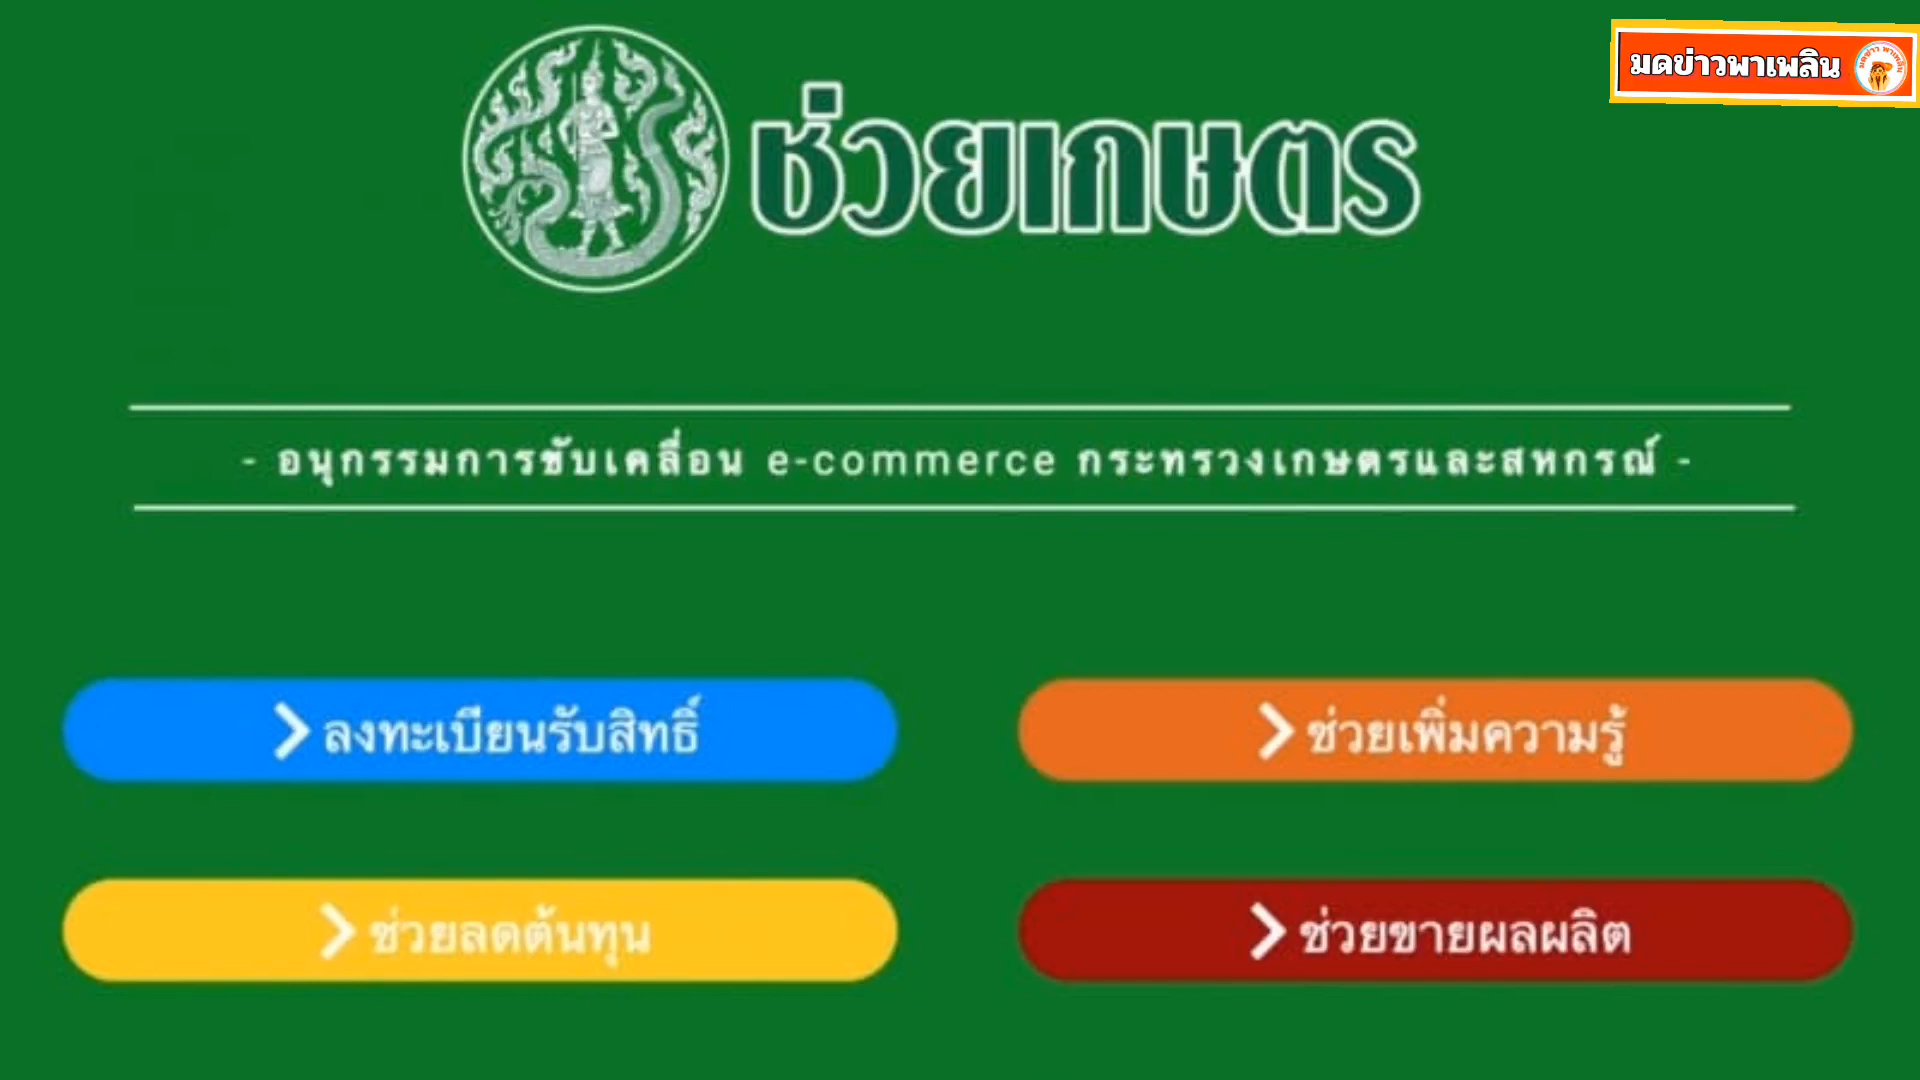 มดข่าวพาเพลิน
ช่วยเกษตร
- อนุกรรมการขับเคลื่อน e-commerce กระทรวงเกษตรและสหกรณ์ -
ลงทะเบียนรับสิทธิ์
ช่วยเพิ่มความรู้
ช่วยลดต้นทุน
ช่วยขายผลผลิต